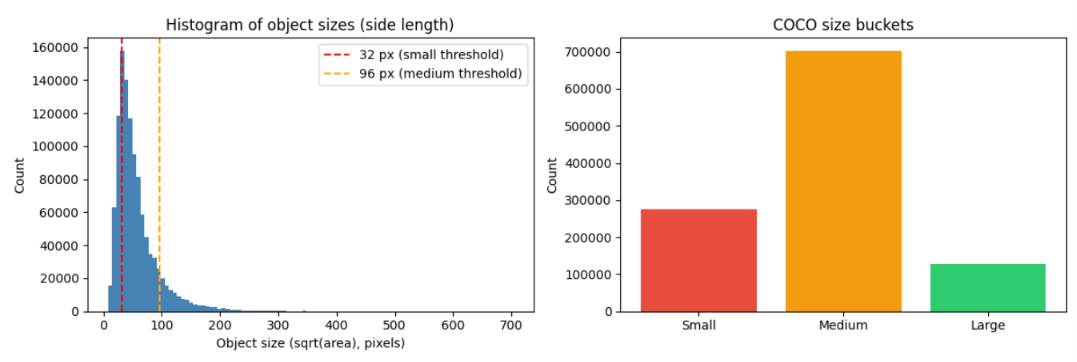 Histogram of object sizes (side length)
32 px (small threshold)
96 px (medium threshold)
Count
160000
140000
120000
100000
80000
60000
40000
20000
0
0 100 200 300 400 500 600 700
Object size (sqrt(area), pixels)
COCO size buckets
Count
700000
600000
500000
400000
300000
200000
100000
0
Small Medium Large